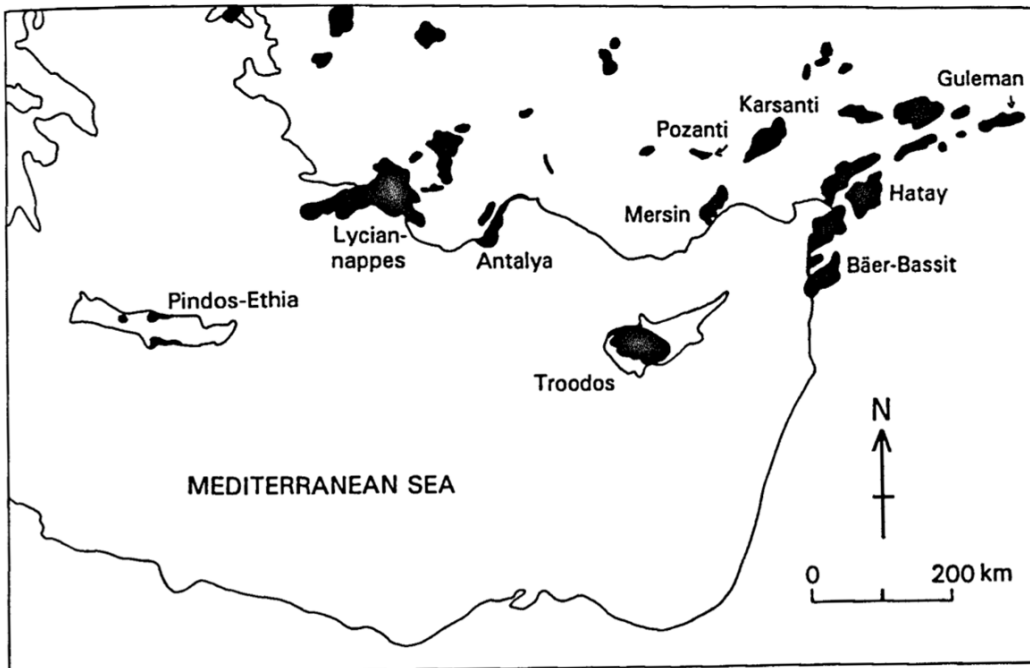 Guleman
Karsanti
Pozanti
Hatay
Mersin
Lycian-
nappes
Antalya
Bäer-Bassit
Pindos-Ethia
Troodos
N
MEDITERRANEAN SEA
0 200 km